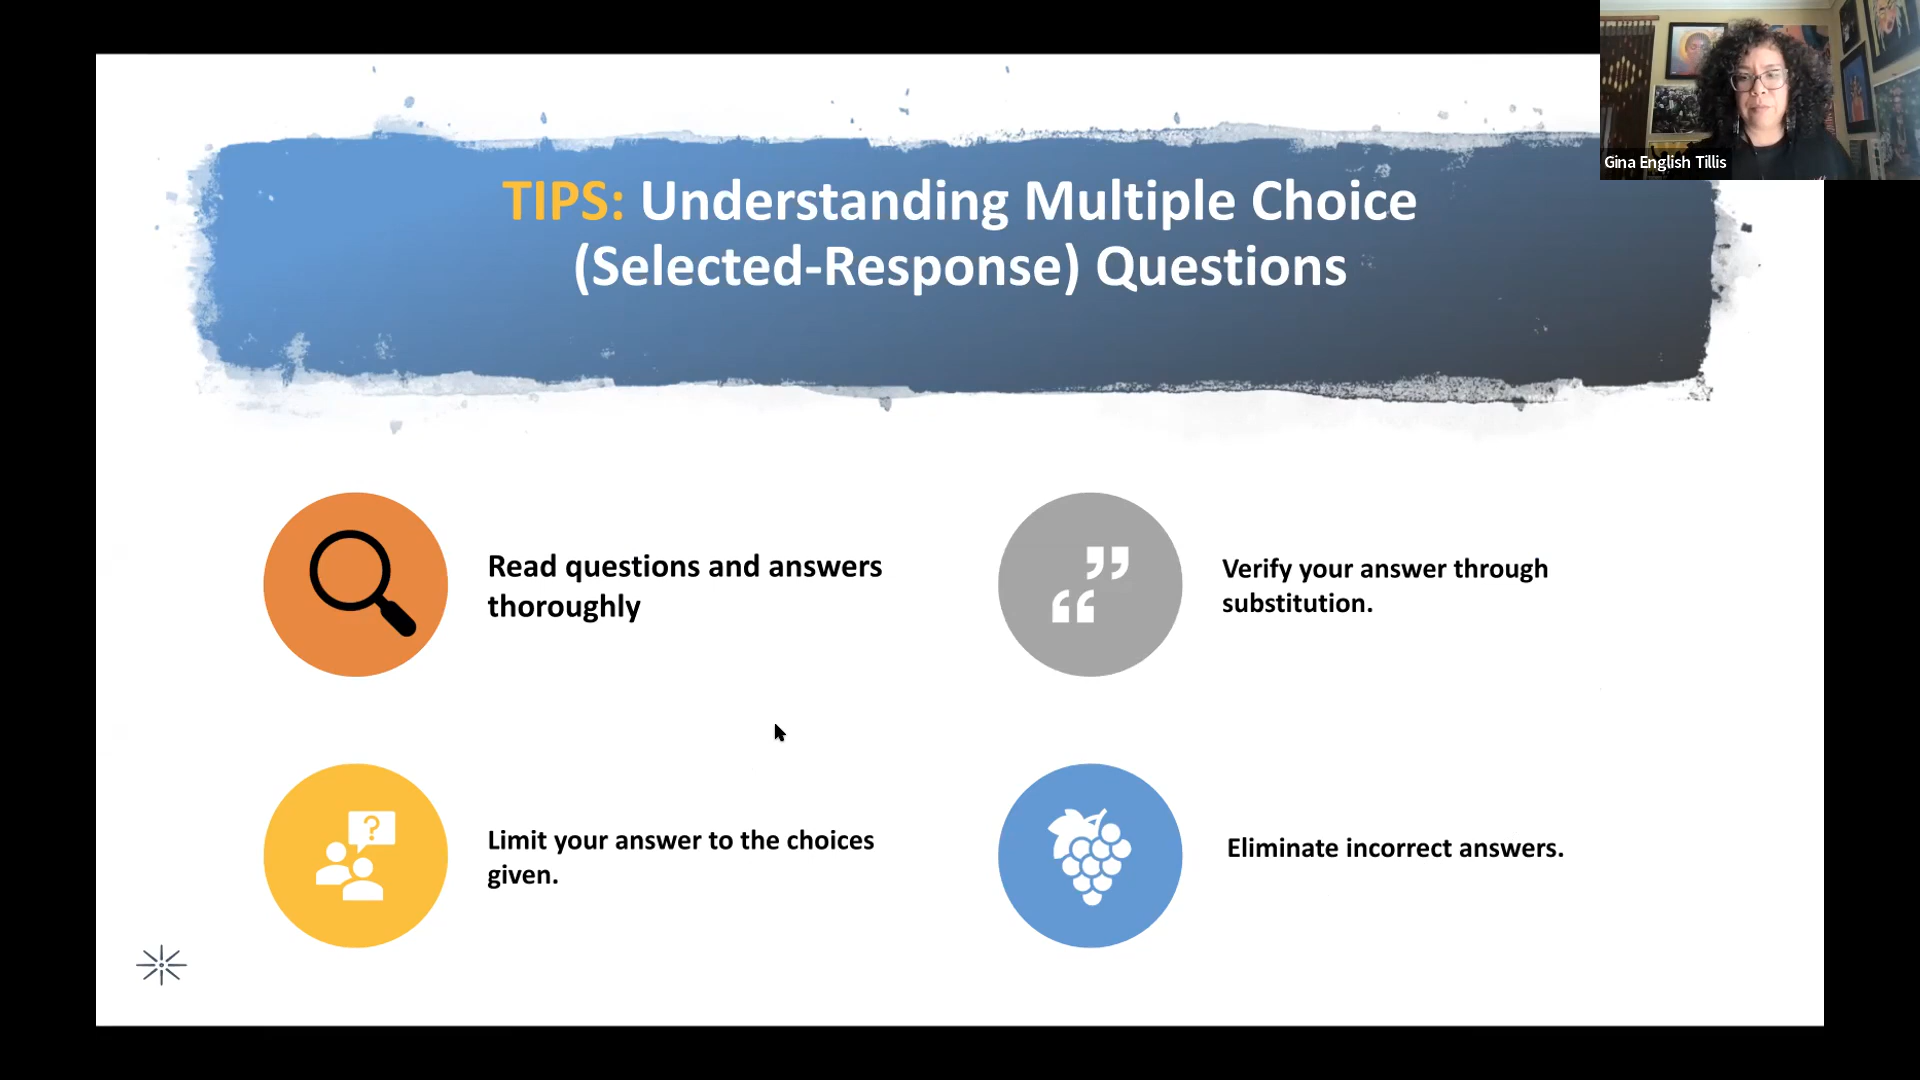 Gina English Tillis
TIPS: Understanding Multiple Choice
(Selected-Response) Questions
Read questions and answers
thoroughly
Verify your answer through
substitution.
?
Limit your answer to the choices
given.
Eliminate incorrect answers.